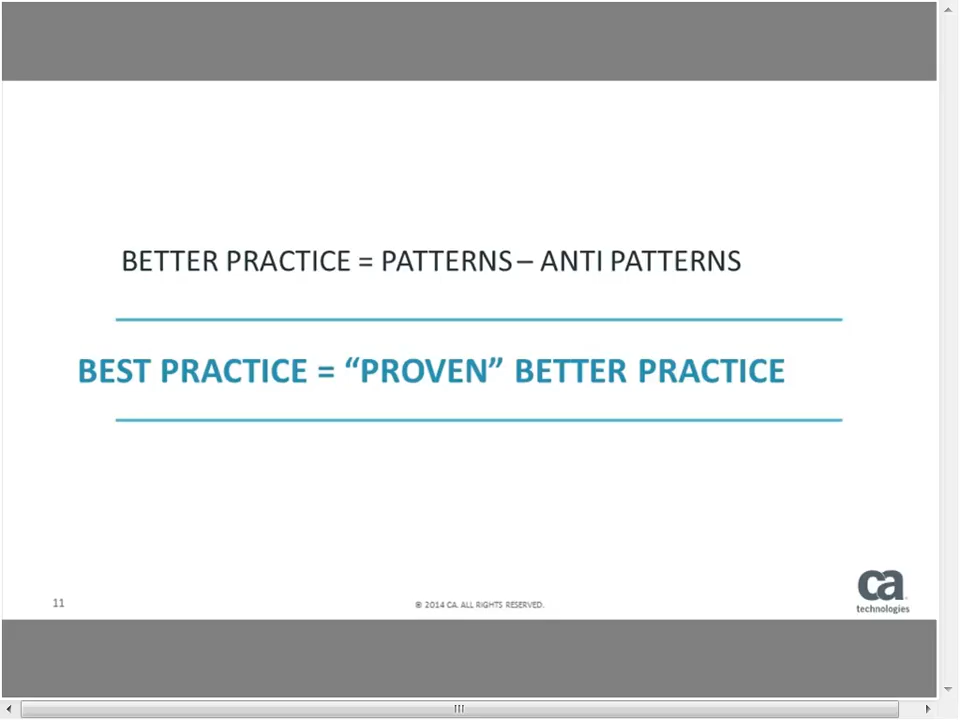 BETTER PRACTICE = PATTERNS – ANTI PATTERNS
BEST PRACTICE = “PROVEN” BETTER PRACTICE
11
© 2014 CA. ALL RIGHTS RESERVED.
ca
technologies